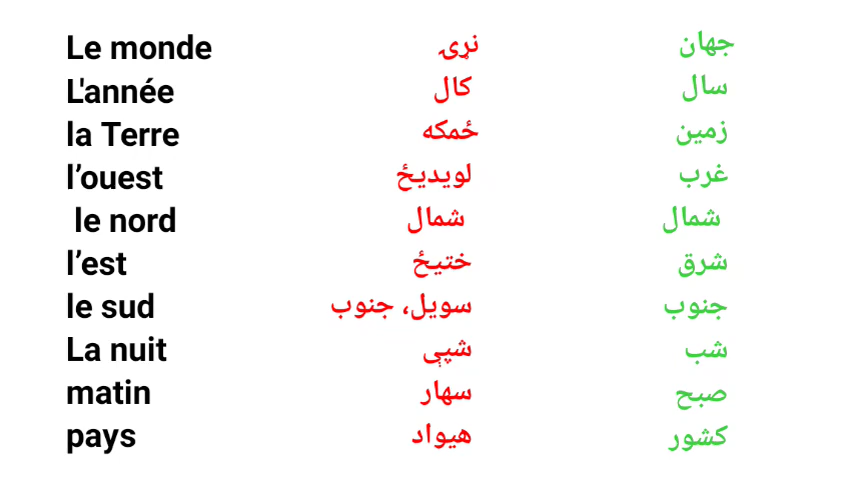 Le monde نړۍ جهان
L'année کال سال
la Terre ځمکه زمین
l’ouest لویدیځ غرب
le nord شمال شمال
l’est ختیځ شرق
le sud سویل، جنوب جنوب
La nuit شپې شب
matin سهار صبح
pays هیواد کشور